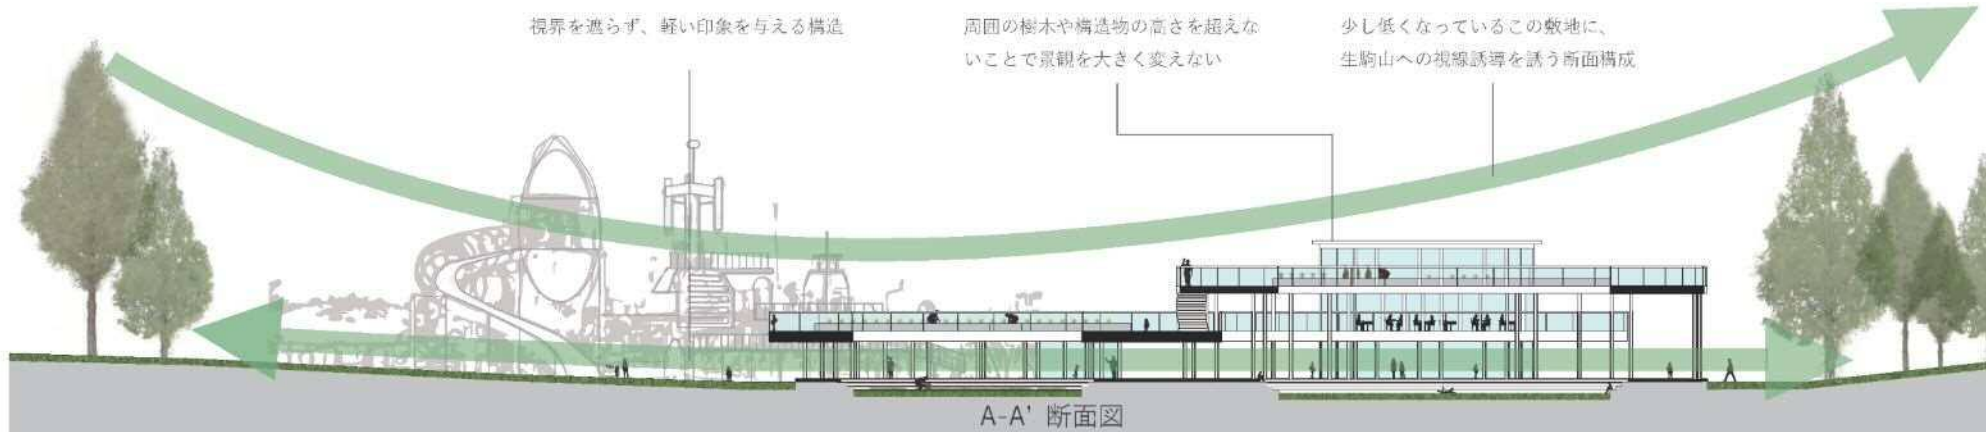 視界を遮らず、軽い印象を与える構造
周囲の樹木や構造物の高さを超えな
いことで景観を大きく変えない
少し低くなっているこの敷地に、
生駒山への視線誘導を誘う断面構成
A-A' 断面図